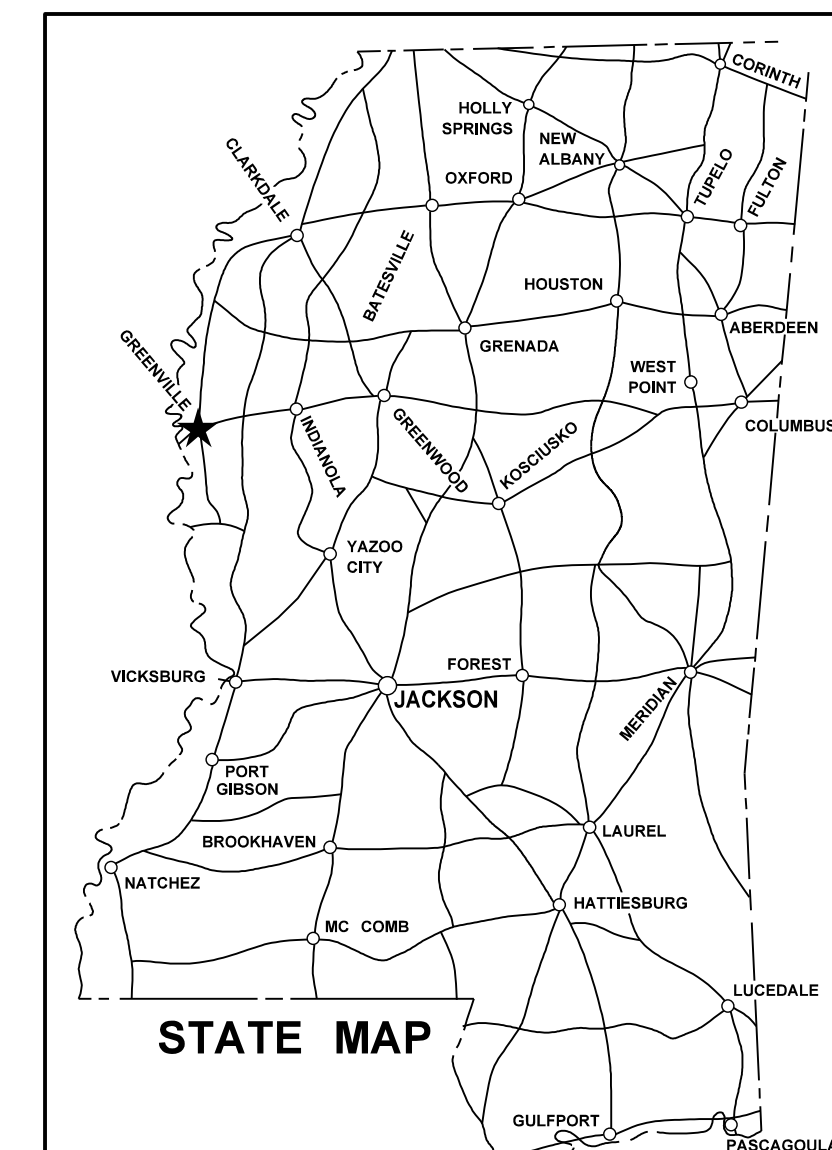 CORINTH
HOLLY
SPRINGS
NEW
ALBANY
CLARKDALE
OXFORD
TUPELO
FULTON
BATESVILLE
HOUSTON
ABERDEEN
GREENVILLE
GRENADA
WEST
POINT
COLUMBUS
INDIANOLA
GREENWOOD
KOSCIUSKO
YAZOO
CITY
VICKSBURG
FOREST
JACKSON
MERIDIAN
PORT
GIBSON
BROOKHAVEN
LAUREL
NATCHEZ
HATTIESBURG
MC COMB
LUCEDALE
STATE MAP
GULFPORT
PASCAGOULA